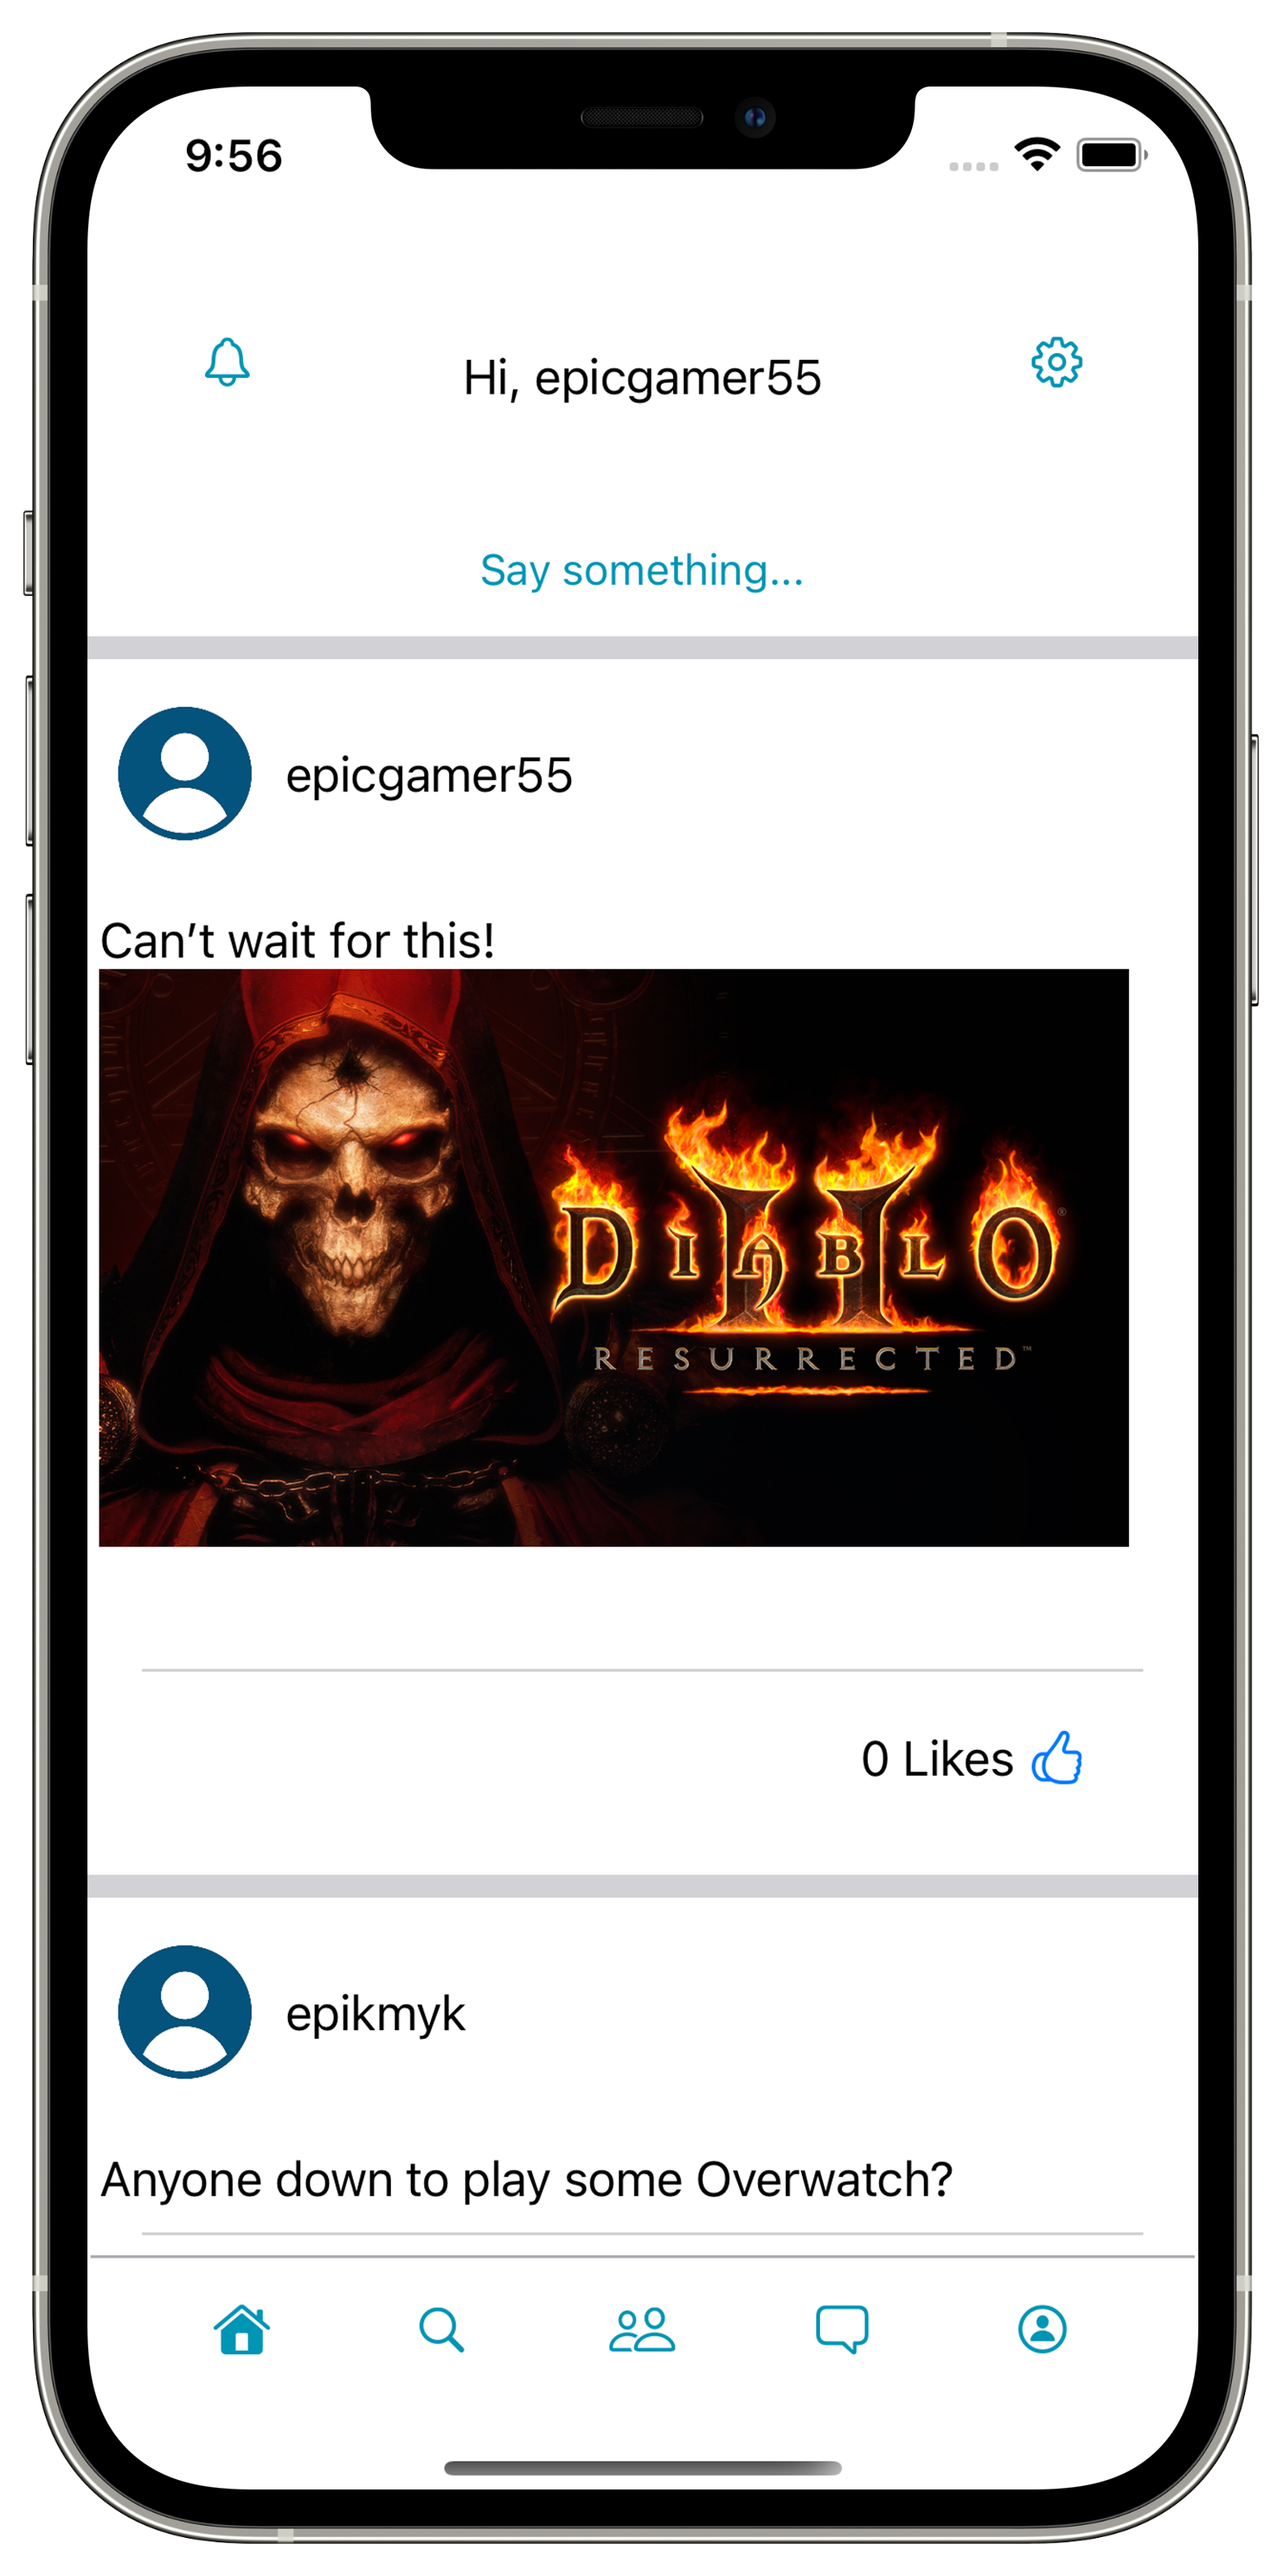 9:56
Hi, epicgamer55
Say something...
epicgamer55
Can't wait for this!
DIABLO II
RESURRECTED™
0 Likes
epikmyk
Anyone down to play some Overwatch?